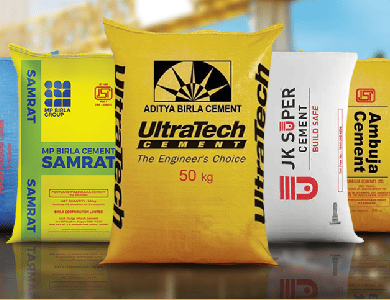 SAMRAT
MP BIRLA
GROUP
MP BIRLA CEMENT
SAMRAT
SAMRAT
UltraTech
ADITYA BIRLA CEMENT
UltraTech
CEMENT
The Engineer's Choice
50 kg
UltraTech
JK SUPER
CEMENT
BUILD SAFE
Ambuja
Cement